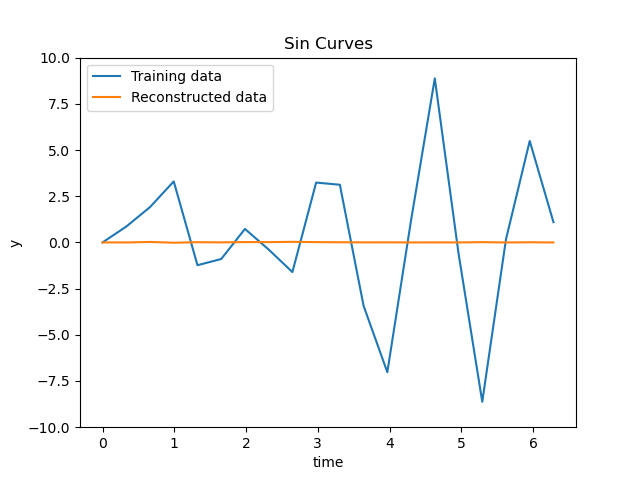 Sin Curves
Training data
Reconstructed data
10.0
7.5
5.0
2.5
0.0
−2.5
−5.0
−7.5
−10.0
y
0 1 2 3 4 5 6
time